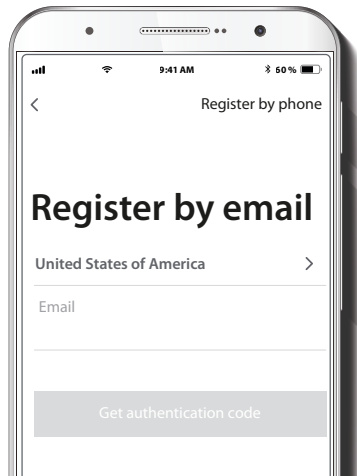 9:41 AM
60 %
Register by phone
Register by email
United States of America
Email
Get authentication code